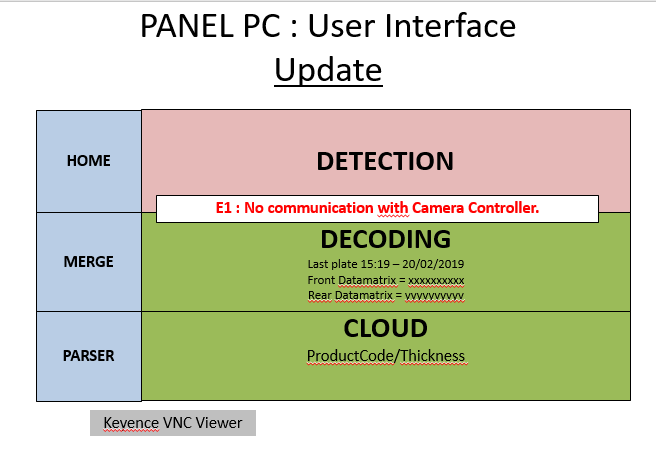 PANEL PC : User Interface
Update
HOME
DETECTION
E1 : No communication with Camera Controller.
MERGE
DECODING
Last plate 15:19 – 20/02/2019
Front Datamatrix = xxxxxxxxxx
Rear Datamatrix = yyyyyyyyyy
PARSER
CLOUD
ProductCode/Thickness
Keyence VNC Viewer